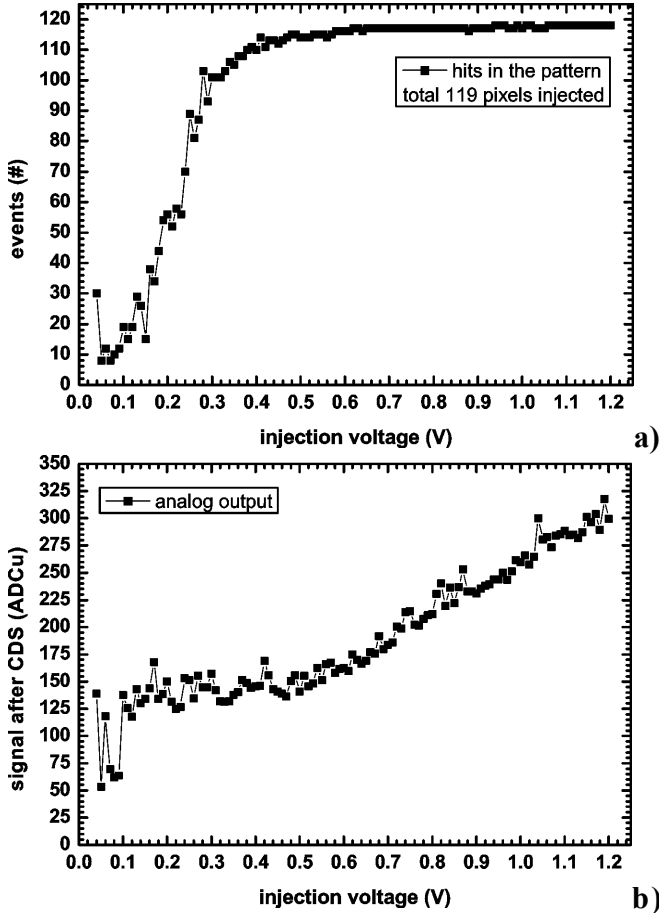 120
110
100
90
80
70
60
50
40
30
20
10
0
events (#)
hits in the pattern
total 119 pixels injected
0.0 0.1 0.2 0.3 0.4 0.5 0.6 0.7 0.8 0.9 1.0 1.1 1.2
injection voltage (V)
a)
350
325
300
275
250
225
200
175
150
125
100
75
50
25
0
signal after CDS (ADCu)
analog output
0.0 0.1 0.2 0.3 0.4 0.5 0.6 0.7 0.8 0.9 1.0 1.1 1.2
injection voltage (V)
b)